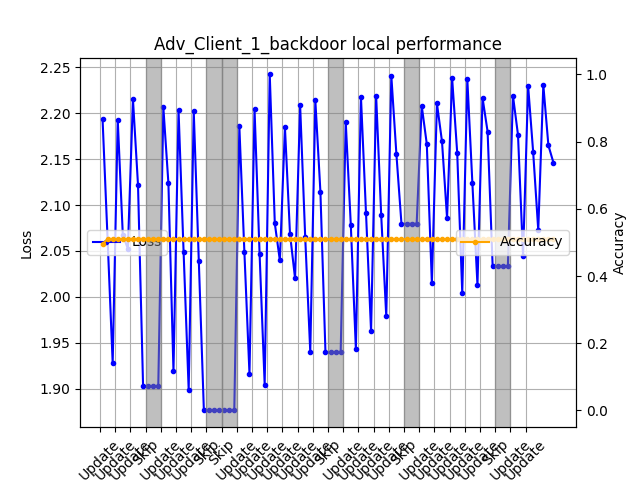 Adv_Client_1_backdoor local performance
2.25
2.20
2.15
2.10
2.05
2.00
1.95
1.90
Loss
1.0
0.8
0.6
0.4
0.2
0.0
Accuracy
Loss
Accuracy
Update
Update
Update
Skip
Update
Update
Update
Skip
Skip
Update
Update
Update
Update
Update
Skip
Update
Update
Update
Update
Skip
Update
Update
Update
Update
Update
Skip
Update
Update